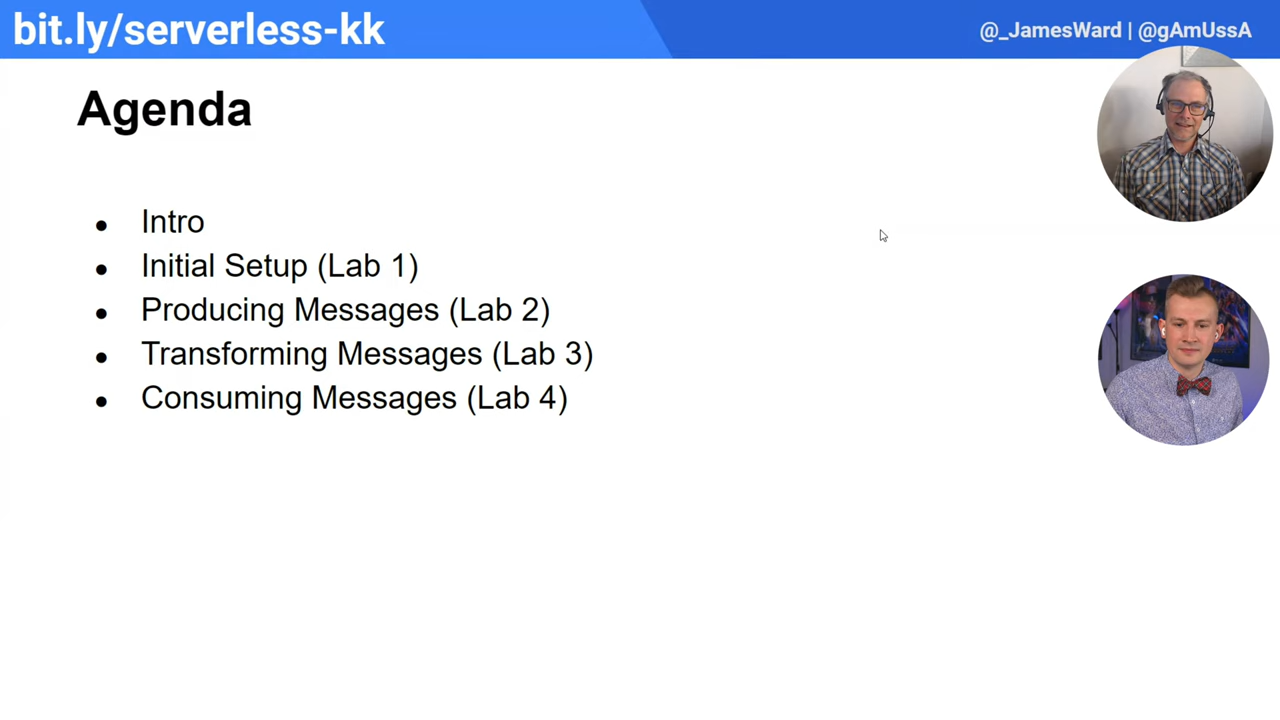 bit.ly/serverless-kk
@_JamesWard | @gAmUssA
Agenda
● Intro
● Initial Setup (Lab 1)
● Producing Messages (Lab 2)
● Transforming Messages (Lab 3)
● Consuming Messages (Lab 4)